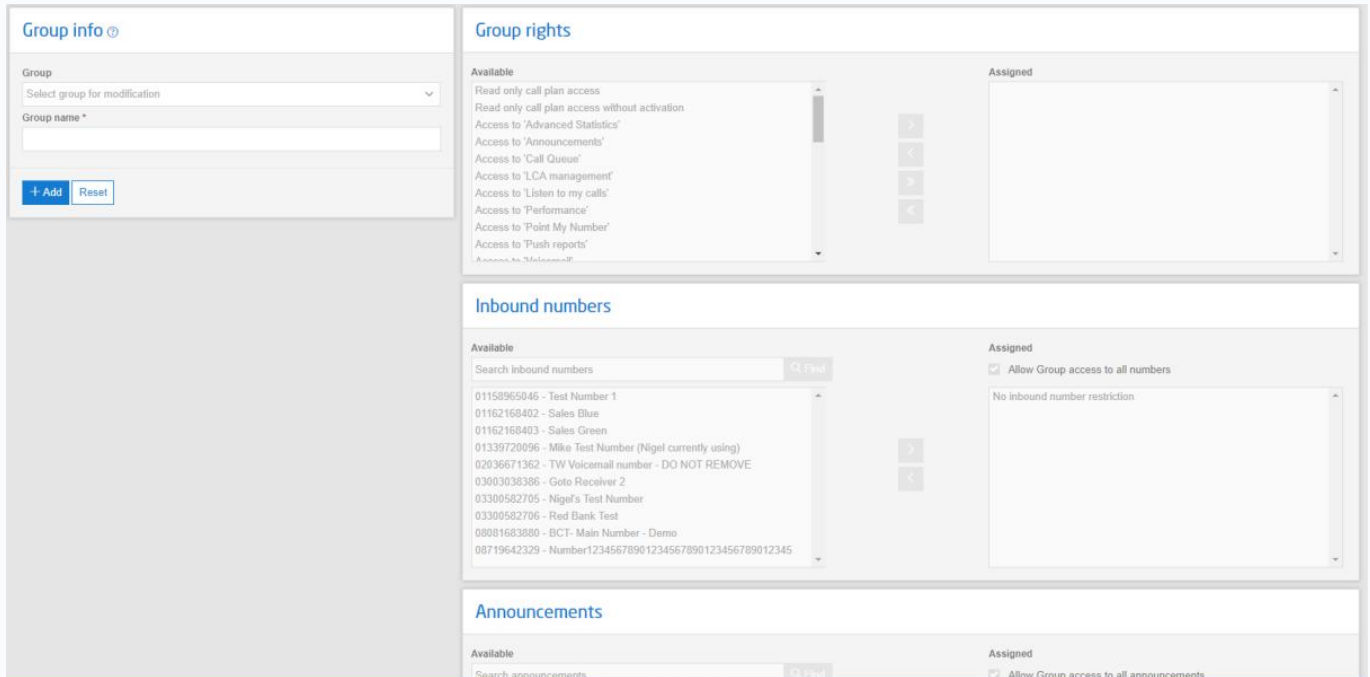 Group info
Group
Select group for modification
Group name *
+ Add
Reset
Group rights
Available
Read only call plan access
Read only call plan access without activation
Access to 'Advanced Statistics'
Access to 'Announcements'
Access to 'Call Queue'
Access to 'LCA management'
Access to 'Listen to my calls'
Access to 'Performance'
Access to 'Point My Number'
Access to 'Push reports'
Access to 'Voicemail'
Assigned
Inbound numbers
Available
Search inbound numbers
Find
01158965046 - Test Number 1
01162168402 - Sales Blue
01162168403 - Sales Green
01339720096 - Mike Test Number (Nigel currently using)
02036671362 - TW Voicemail number - DO NOT REMOVE
03003038386 - Goto Receiver 2
03300582705 - Nigel's Test Number
03300582706 - Red Bank Test
08081683880 - BCT- Main Number - Demo
08719642329 - Number12345678901234567890123456789012345
Assigned
Allow Group access to all numbers
No inbound number restriction
Announcements
Available
Search announcements
Find
Assigned
Allow Group access to all announcements